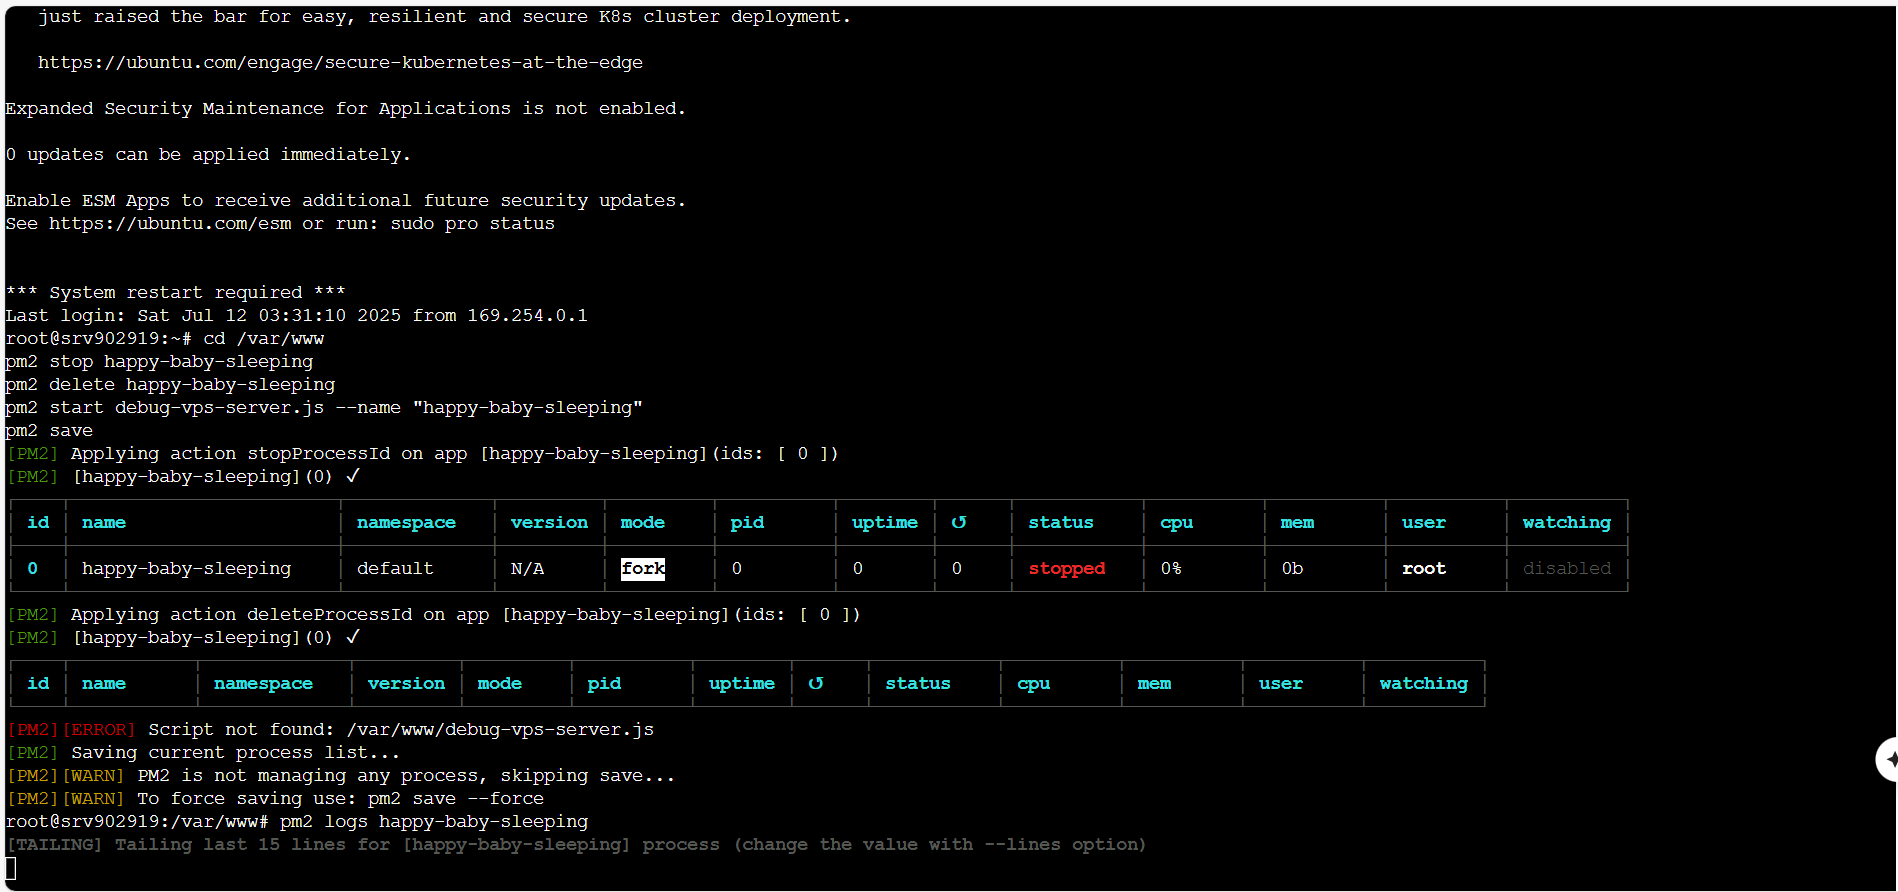 just raised the bar for easy, resilient and secure K8s cluster deployment.
https://ubuntu.com/engage/secure-kubernetes-at-the-edge
Expanded Security Maintenance for Applications is not enabled.
0 updates can be applied immediately.
Enable ESM Apps to receive additional future security updates.
See https://ubuntu.com/esm or run: sudo pro status
*** System restart required ***
Last login: Sat Jul 12 03:31:10 2025 from 169.254.0.1
root@srv902919:~# cd /var/www
pm2 stop happy-baby-sleeping
pm2 delete happy-baby-sleeping
pm2 start debug-vps-server.js --name "happy-baby-sleeping"
pm2 save
[PM2] Applying action stopProcessId on app [happy-baby-sleeping](ids: [ 0 ])
[PM2] [happy-baby-sleeping](0) ✓
id name namespace version mode pid uptime ↺ status cpu mem user watching
0 happy-baby-sleeping default N/A fork 0 0 0 stopped 0% 0b root disabled
[PM2] Applying action deleteProcessId on app [happy-baby-sleeping](ids: [ 0 ])
[PM2] [happy-baby-sleeping](0) ✓
id name namespace version mode pid uptime ↺ status cpu mem user watching
[PM2][ERROR] Script not found: /var/www/debug-vps-server.js
[PM2] Saving current process list...
[PM2][WARN] PM2 is not managing any process, skipping save...
[PM2][WARN] To force saving use: pm2 save --force
root@srv902919:/var/www# pm2 logs happy-baby-sleeping
[TAILING] Tailing last 15 lines for [happy-baby-sleeping] process (change the value with --lines option)